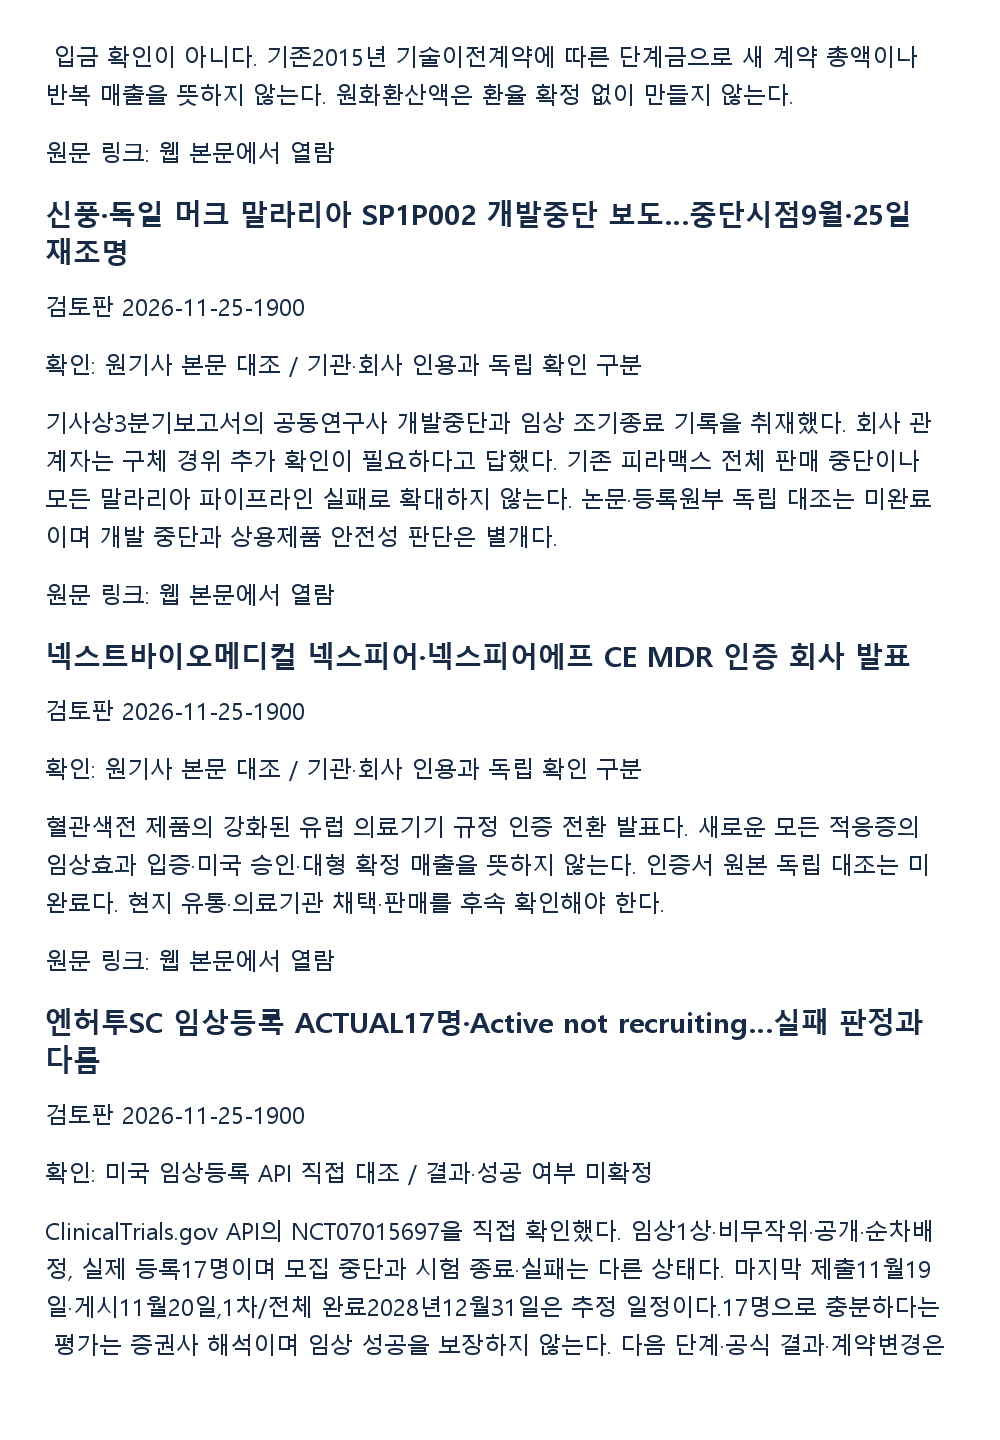 입금 확인이 아니다. 기존2015년 기술이전계약에 따른 단계금으로 새 계약 총액이나
반복 매출을 뜻하지 않는다. 원화환산액은 환율 확정 없이 만들지 않는다.
원문 링크: 웹 본문에서 열람
신풍·독일 머크 말라리아 SP1P002 개발중단 보도…중단시점9월·25일
재조명
검토판 2026-11-25-1900
확인: 원기사 본문 대조 / 기관·회사 인용과 독립 확인 구분
기사상3분기보고서의 공동연구사 개발중단과 임상 조기종료 기록을 취재했다. 회사 관
계자는 구체 경위 추가 확인이 필요하다고 답했다. 기존 피라맥스 전체 판매 중단이나
모든 말라리아 파이프라인 실패로 확대하지 않는다. 논문·등록원부 독립 대조는 미완료
이며 개발 중단과 상용제품 안전성 판단은 별개다.
원문 링크: 웹 본문에서 열람
넥스트바이오메디컬 넥스피어·넥스피어에프 CE MDR 인증 회사 발표
검토판 2026-11-25-1900
확인: 원기사 본문 대조 / 기관·회사 인용과 독립 확인 구분
혈관색전 제품의 강화된 유럽 의료기기 규정 인증 전환 발표다. 새로운 모든 적응증의
임상효과 입증·미국 승인·대형 확정 매출을 뜻하지 않는다. 인증서 원본 독립 대조는 미
완료다. 현지 유통·의료기관 채택·판매를 후속 확인해야 한다.
원문 링크: 웹 본문에서 열람
엔허투SC 임상등록 ACTUAL17명·Active not recruiting…실패 판정과
다름
검토판 2026-11-25-1900
확인: 미국 임상등록 API 직접 대조 / 결과·성공 여부 미확정
ClinicalTrials.gov API의 NCT07015697을 직접 확인했다. 임상1상·비무작위·공개·순차배
정, 실제 등록17명이며 모집 중단과 시험 종료·실패는 다른 상태다. 마지막 제출11월19
일·게시11월20일,1차/전체 완료2028년12월31일은 추정 일정이다.17명으로 충분하다는
평가는 증권사 해석이며 임상 성공을 보장하지 않는다. 다음 단계·공식 결과·계약변경은